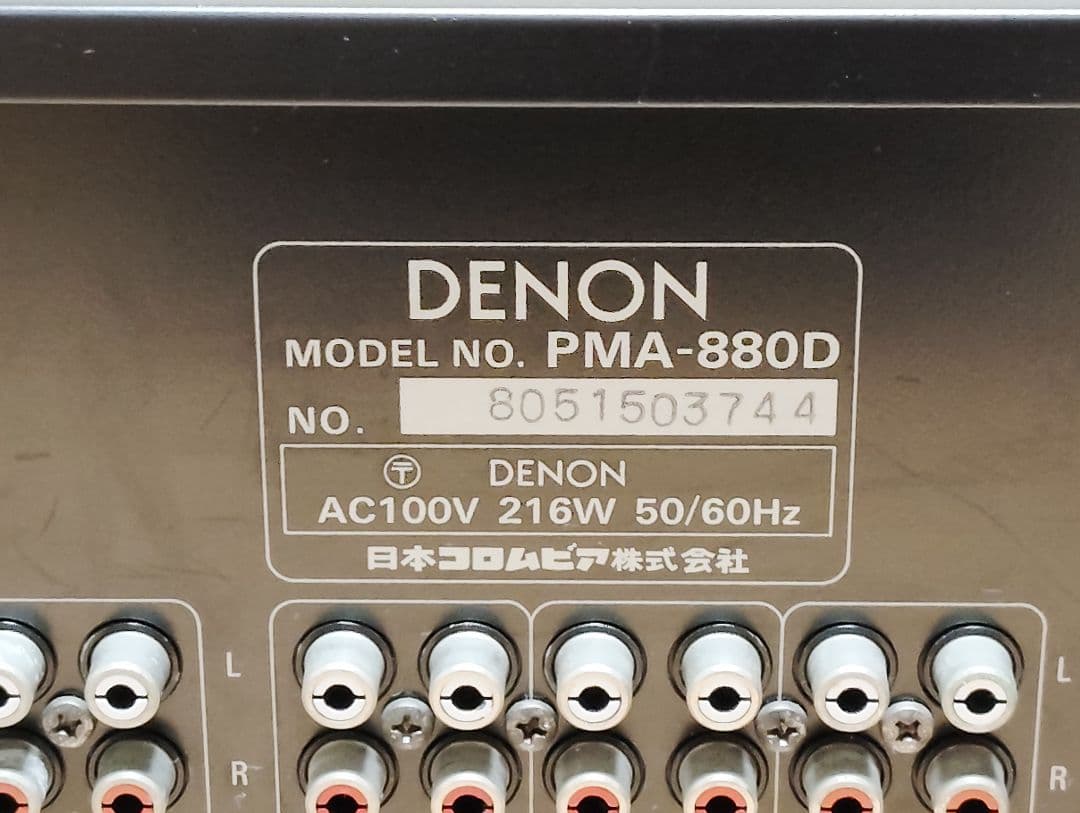 DENON
MODEL NO. PMA-880D
NO. 8051503744
〶 DENON
AC100V 216W 50/60Hz
日本コロムビア株式会社
L L
R R